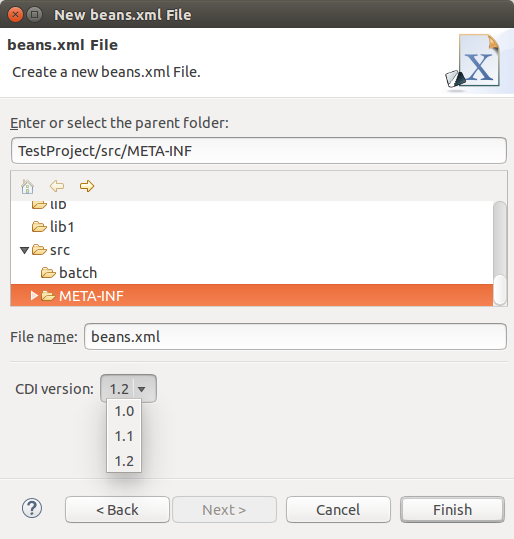 New beans.xml File
beans.xml File
Create a new beans.xml File.
X
Enter or select the parent folder:
TestProject/src/META-INF
lib
lib1
src
batch
META-INF
File name: beans.xml
CDI version: 1.2
1.0
1.1
1.2
? < Back Next > Cancel Finish